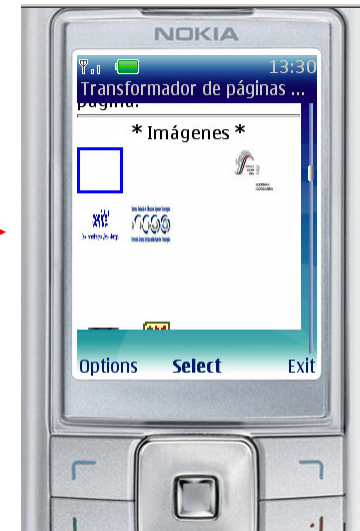 NOKIA
13:30
Transformador de páginas ...
página.
* Imágenes *
Options Select Exit